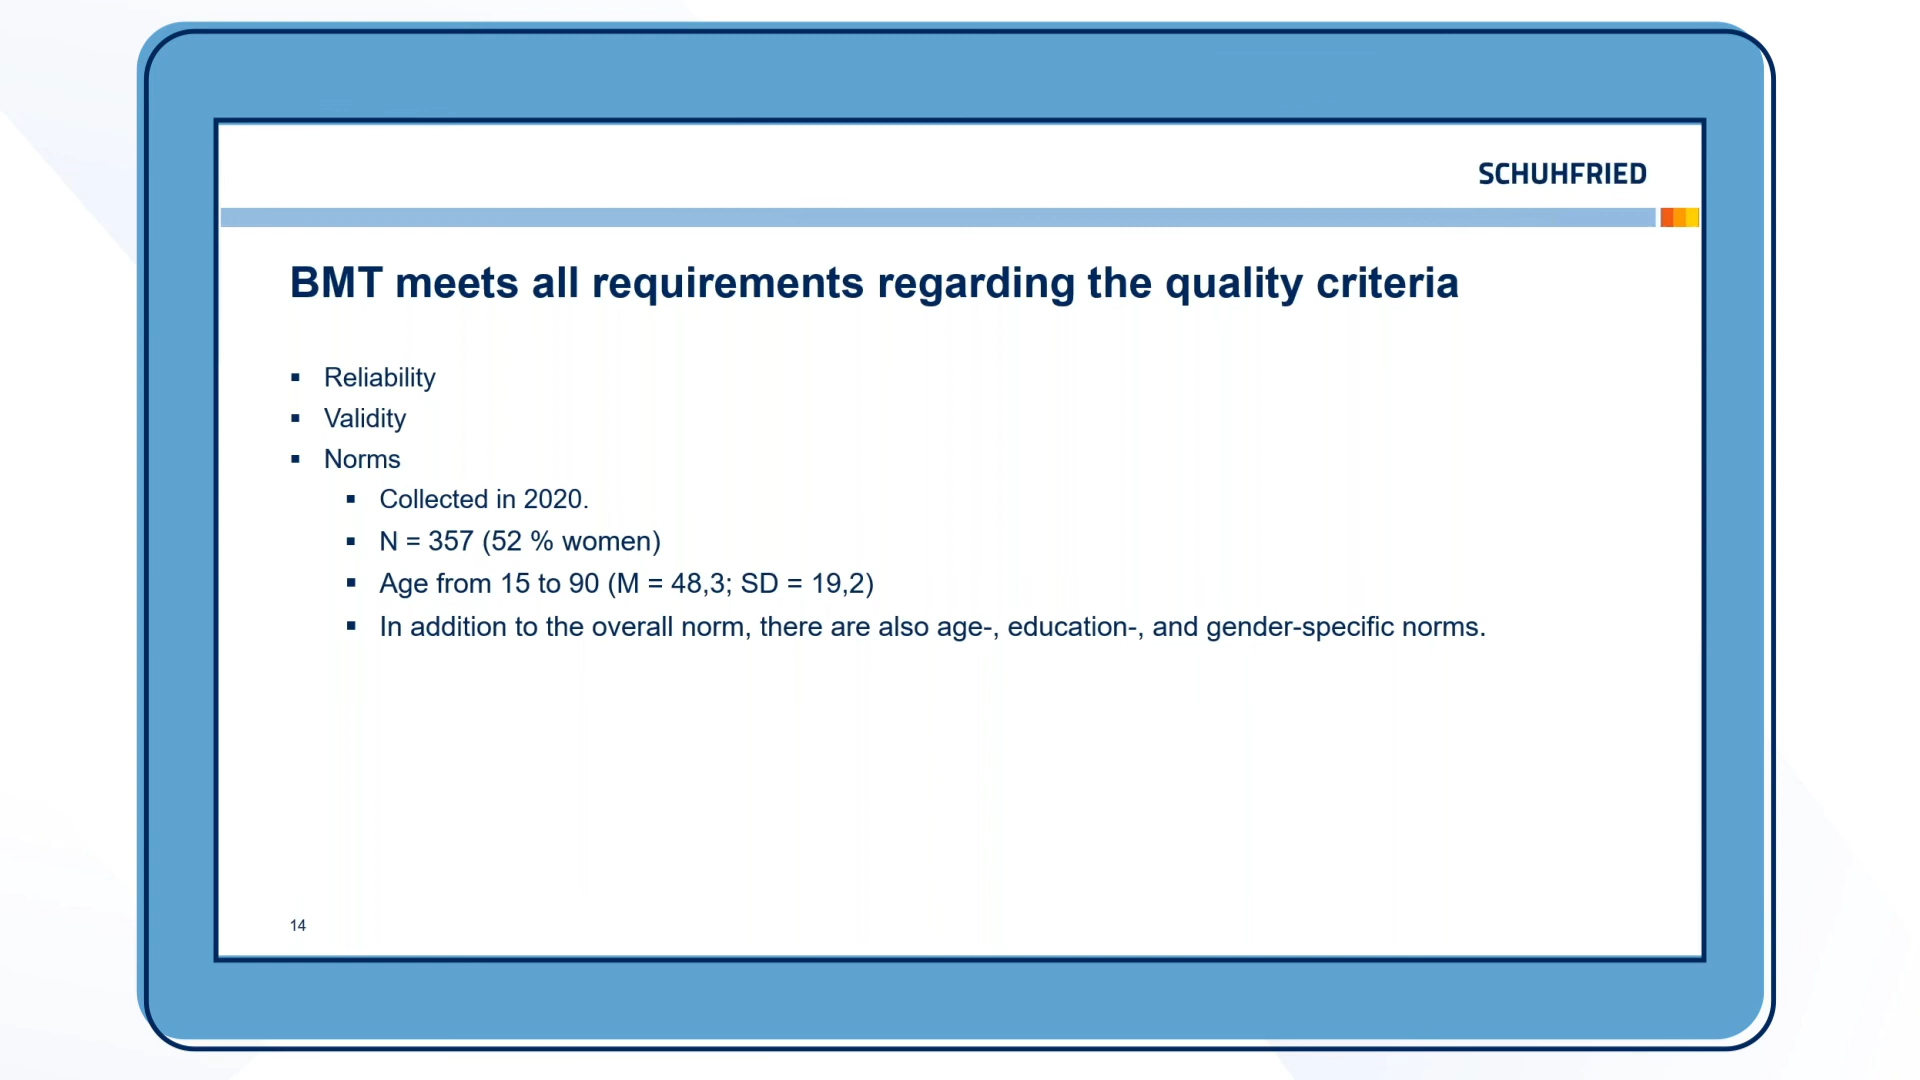 SCHUHFRIED
BMT meets all requirements regarding the quality criteria
▪ Reliability
▪ Validity
▪ Norms
▪ Collected in 2020.
▪ N = 357 (52 % women)
▪ Age from 15 to 90 (M = 48,3; SD = 19,2)
▪ In addition to the overall norm, there are also age-, education-, and gender-specific norms.
14